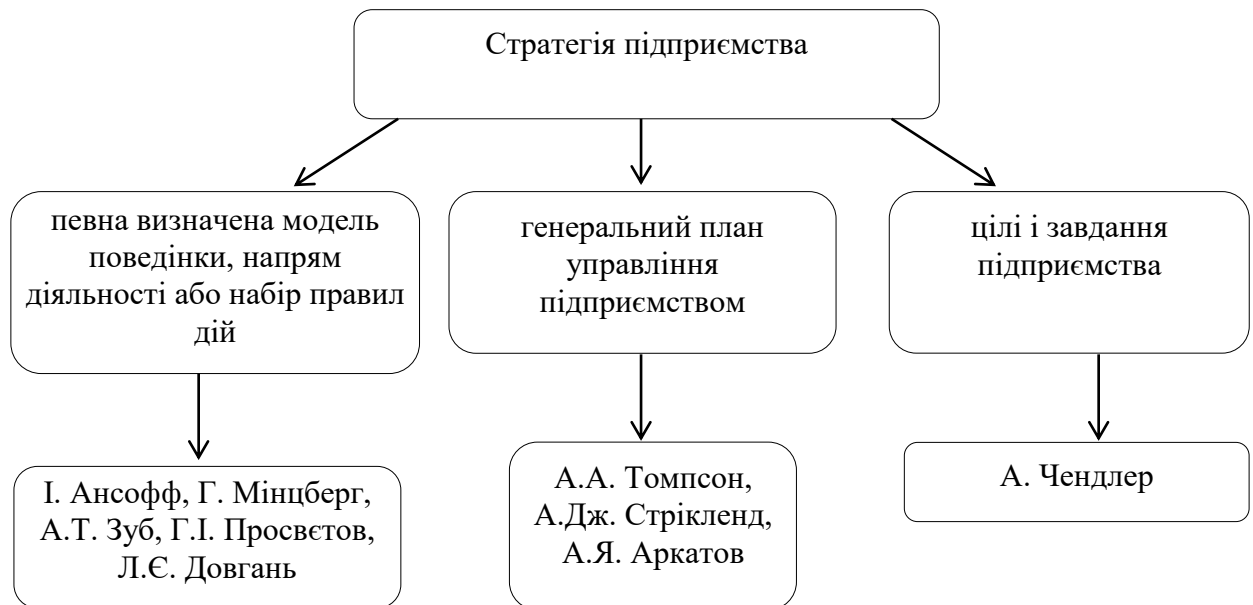 Стратегія підприємства
певна визначена модель
поведінки, напрям
діяльності або набір правил
дій
генеральний план
управління
підприємством
цілі і завдання
підприємства
І. Ансофф, Г. Мінцберг,
А.Т. Зуб, Г.І. Просвєтов,
Л.Є. Довгань
А.А. Томпсон,
А.Дж. Стрікленд,
А.Я. Аркатов
А. Чендлер